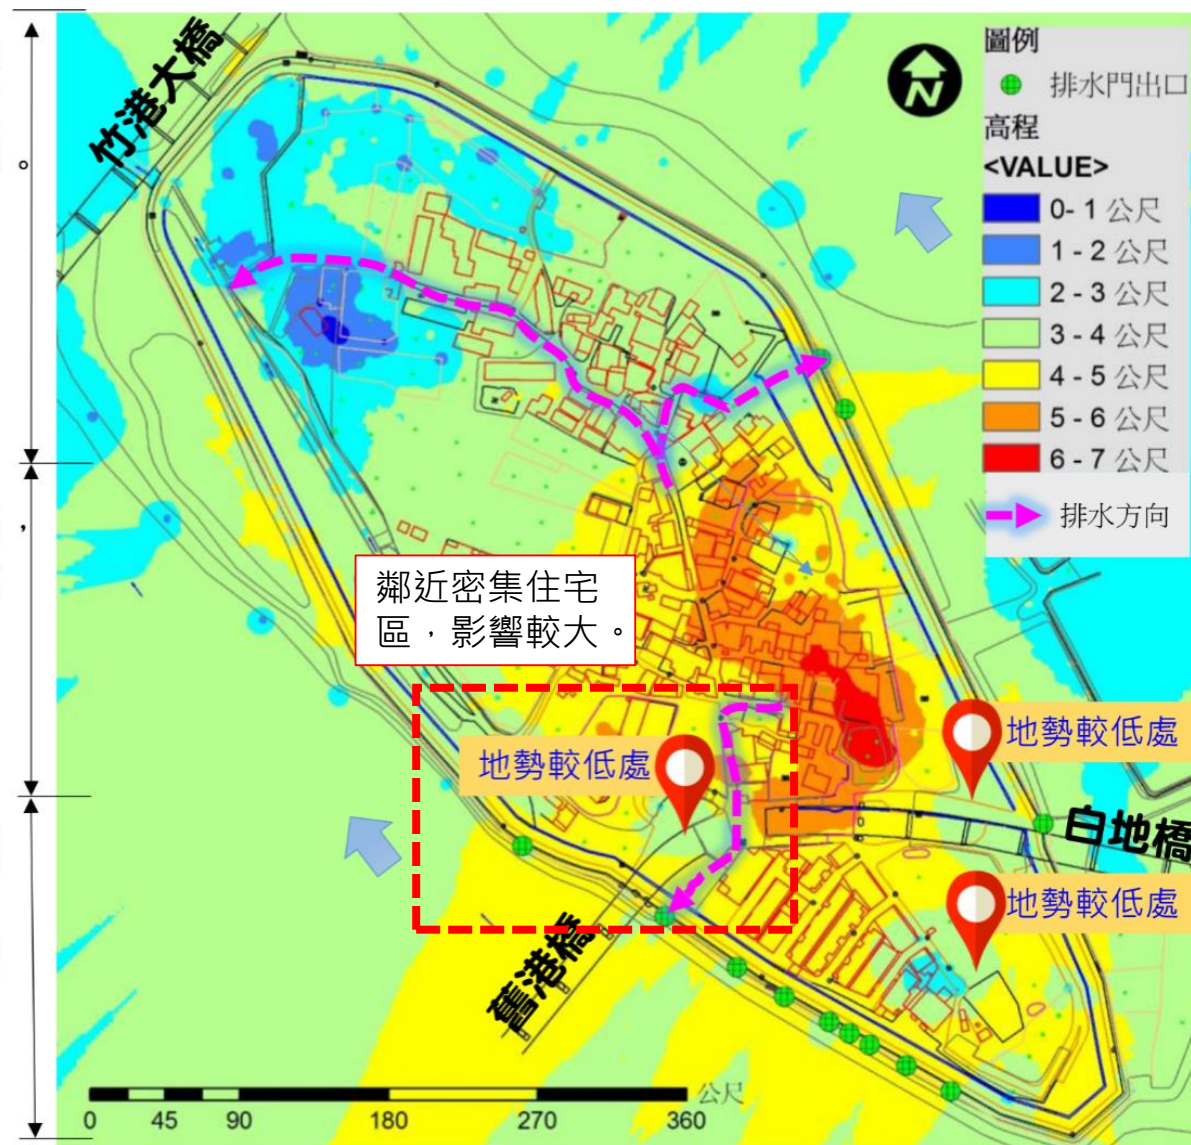 竹港大橋
。
，
N
圖例
排水門出口
高程
<VALUE>
0- 1 公尺
1 - 2 公尺
2 - 3 公尺
3 - 4 公尺
4 - 5 公尺
5 - 6 公尺
6 - 7 公尺
排水方向
鄰近密集住宅
區，影響較大。
地勢較低處
地勢較低處
白地橋
地勢較低處
舊港橋
公尺
0 45 90 180 270 360